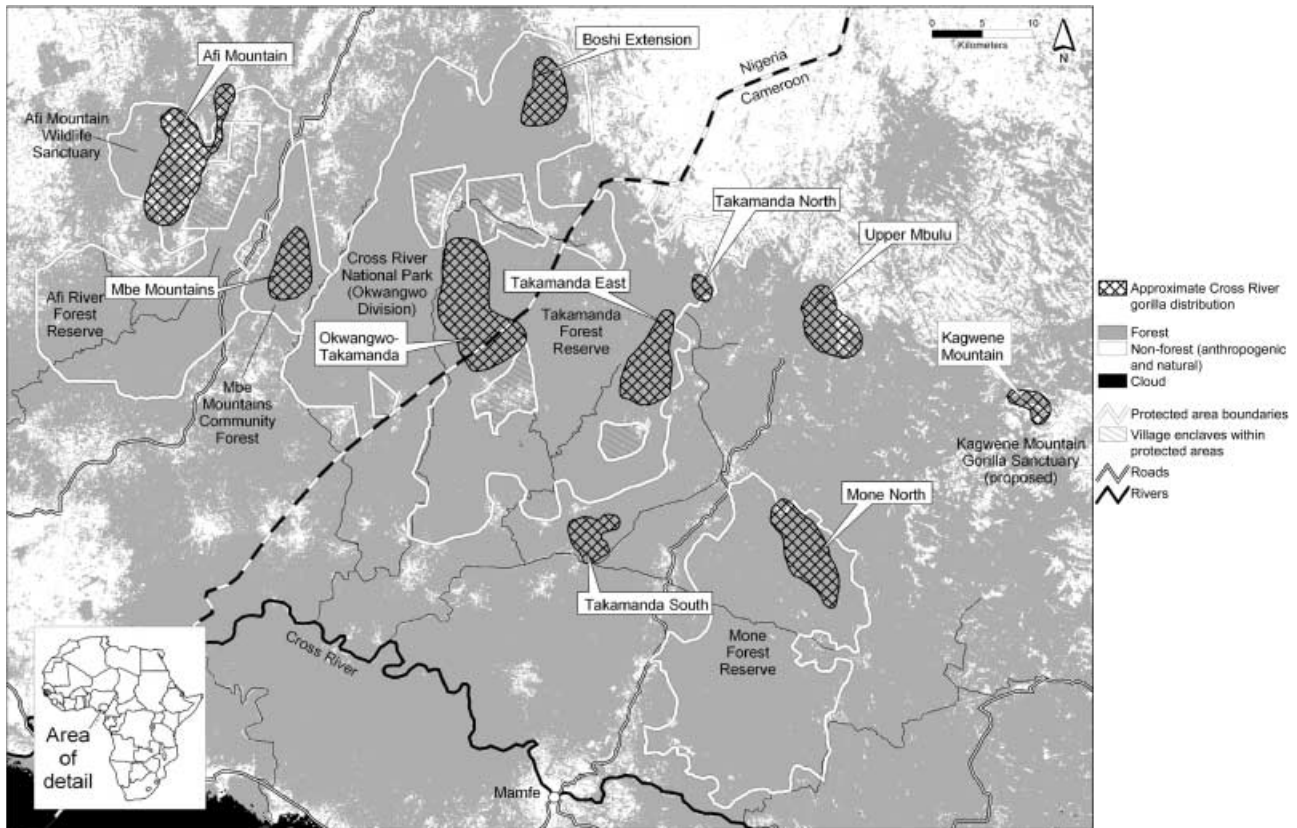 Afi Mountain
Boshi Extension
0 5 10
Kilometers
N
Nigeria
Cameroon
Afi Mountain
Wildlife
Sanctuary
Takamanda North
Upper Mbulu
Mbe Mountains
Cross River
National Park
(Okwangwo
Division)
Takamanda East
Afi River
Forest Reserve
Takamanda
Forest
Reserve
Okwangwo-
Takamanda
Kagwene
Mountain
Mbe
Mountains
Community
Forest
Kagwene Mountain
Gorilla Sanctuary
(proposed)
Mone North
Takamanda South
Cross River
Mone
Forest
Reserve
Area
of
detail
Mamfe
Approximate Cross River
gorilla distribution
Forest
Non-forest (anthropogenic
and natural)
Cloud
Protected area boundaries
Village enclaves within
protected areas
Roads
Rivers